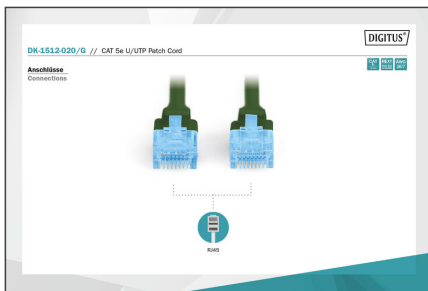 DIGITUS®
DK-1512-020/G // CAT 5e U/UTP Patch Cord
Anschlüsse
Connections
RJ45